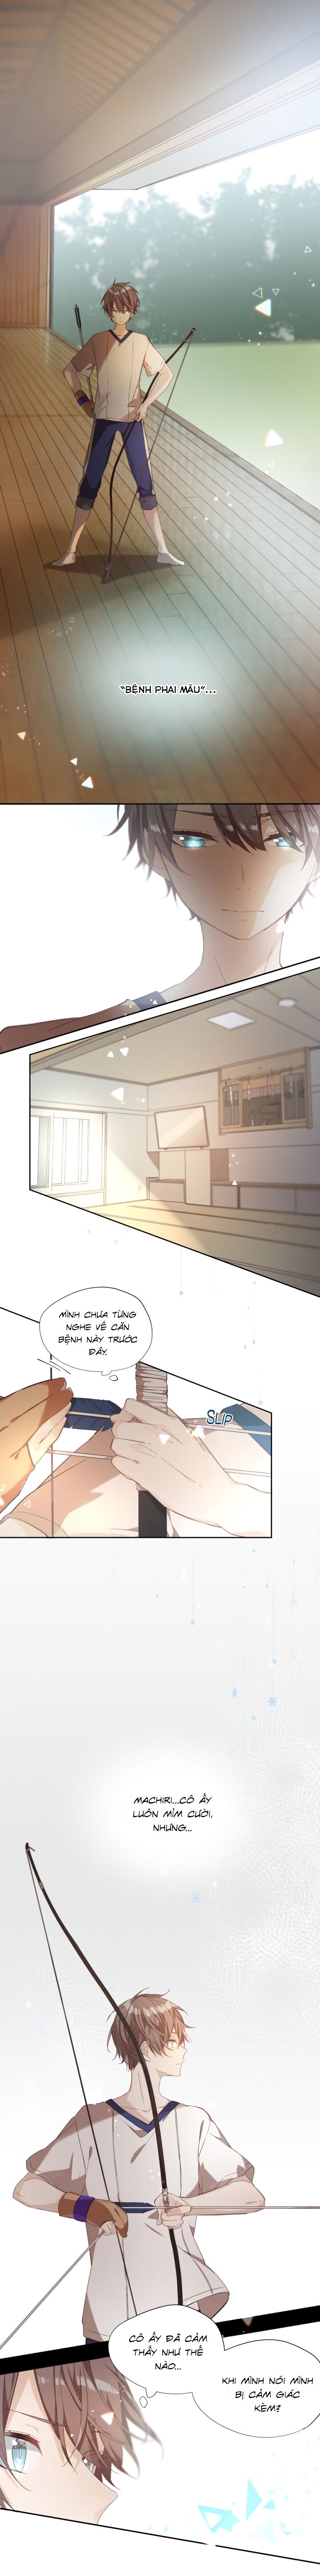 "BỆNH PHAI MÀU"...
MÌNH CHƯA TỪNG
NGHE VỀ CĂN
BỆNH NÀY TRƯỚC
ĐÂY.
SLIP
MACHIRI...CÔ ẤY
LUÔN MỈM CƯỜI,
NHƯNG...
CÔ ẤY ĐÃ CẢM
THẤY NHƯ THẾ
NÀO...
KHI MÌNH NÓI MÌNH
BỊ CẢM GIÁC
KÉM?